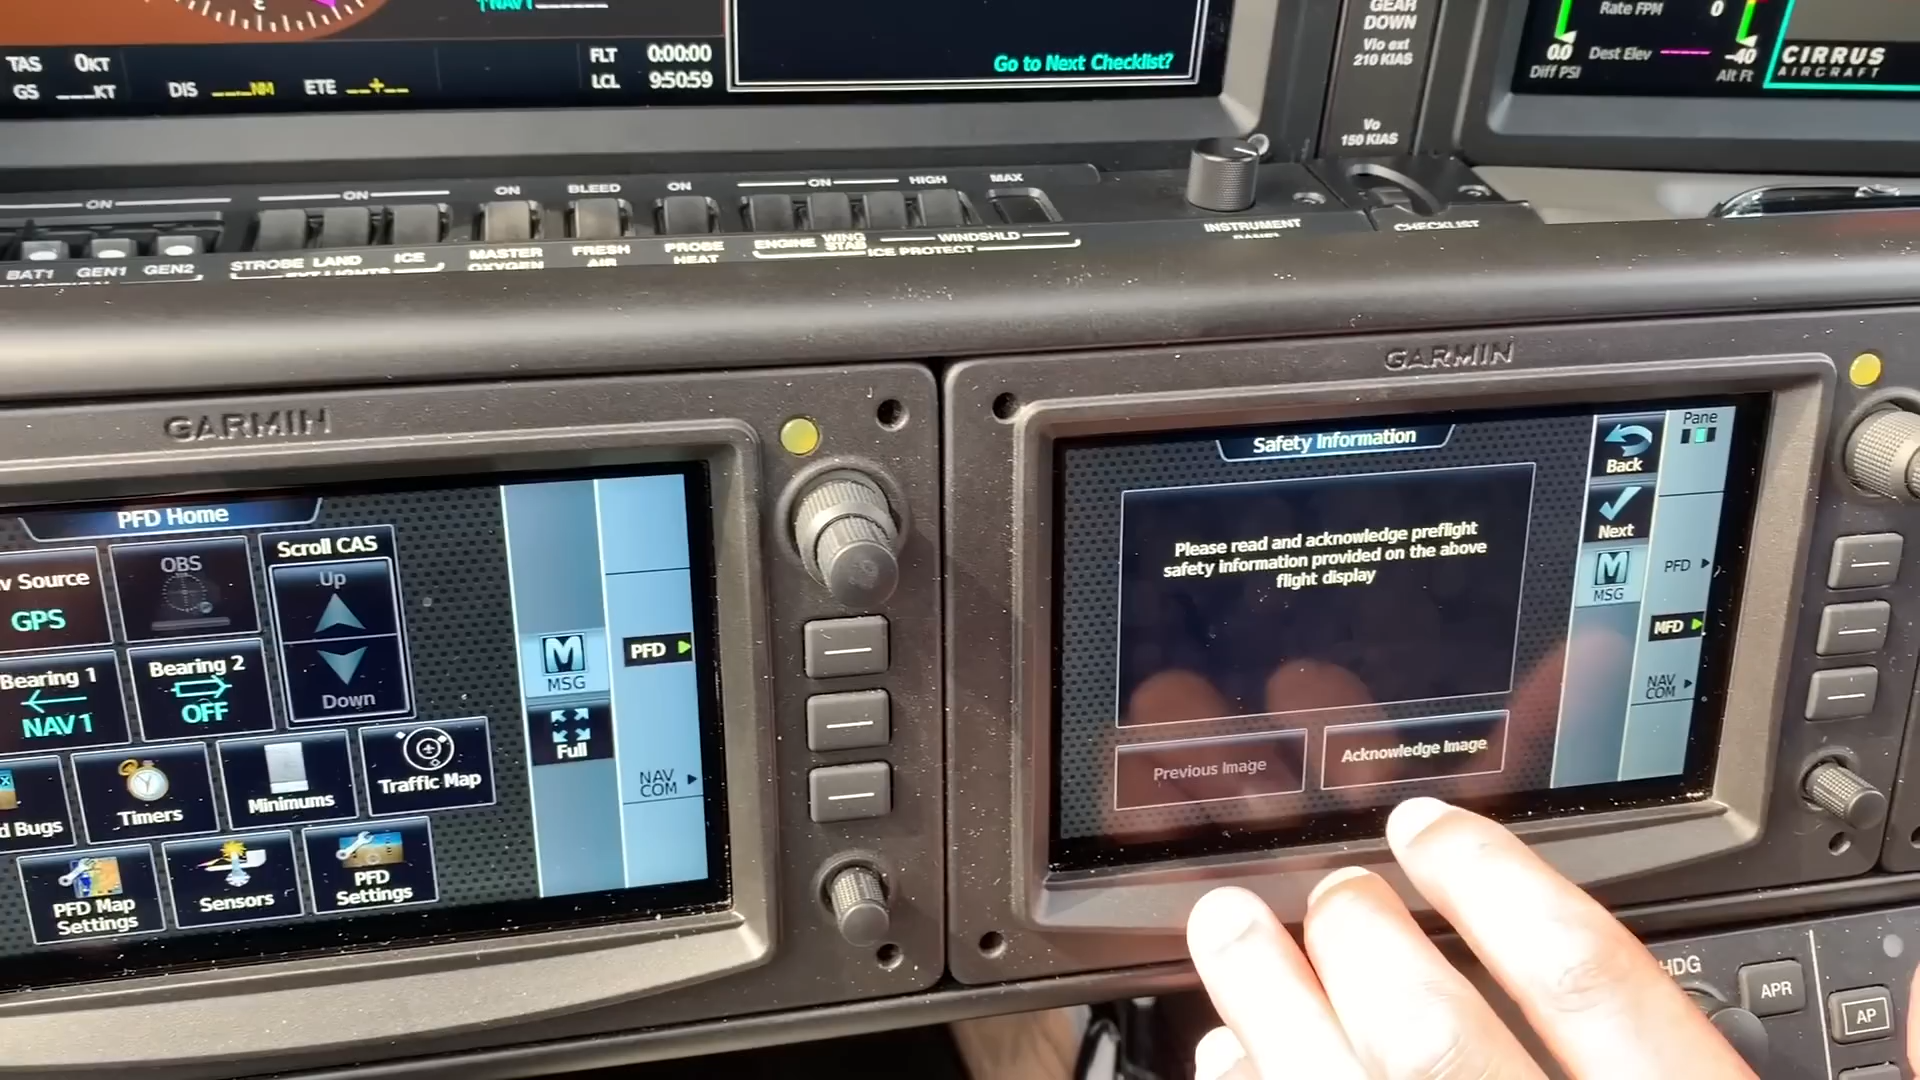 TAS 0KT
GS ___KT
DIS __._NM
ETE __+__
FLT 0:00:00
LCL 9:50:59
Go to Next Checklist?
GEAR
DOWN
Vlo ext
210 KIAS
Vo
150 KIAS
Rate FPM 0
0.0
Diff PSI
Dest Elev
-40
Alt Ft
CIRRUS
AIRCRAFT
ON
ON
ON
BLEED
ON
ON
HIGH
MAX
BAT1
GEN1
GEN2
STROBE
LAND
ICE
EXT LIGHTS
MASTER
OXYGEN
FRESH
AIR
PROBE
HEAT
ENGINE
WING
STAB
WINDSHLD
ICE PROTECT
INSTRUMENT
CHECKLIST
GARMIN
PFD Home
Source
GPS
OBS
Scroll CAS
Up
Down
Bearing 1
NAV1
Bearing 2
OFF
Bugs
Timers
Minimums
Traffic Map
PFD Map
Settings
Sensors
PFD
Settings
MSG
Full
PFD
NAV
COM
GARMIN
Safety Information
Please read and acknowledge preflight
safety information provided on the above
flight display
Previous Image
Acknowledge Image
Back
Next
MSG
Pane
PFD
MFD
NAV
COM
HDG
APR
AP